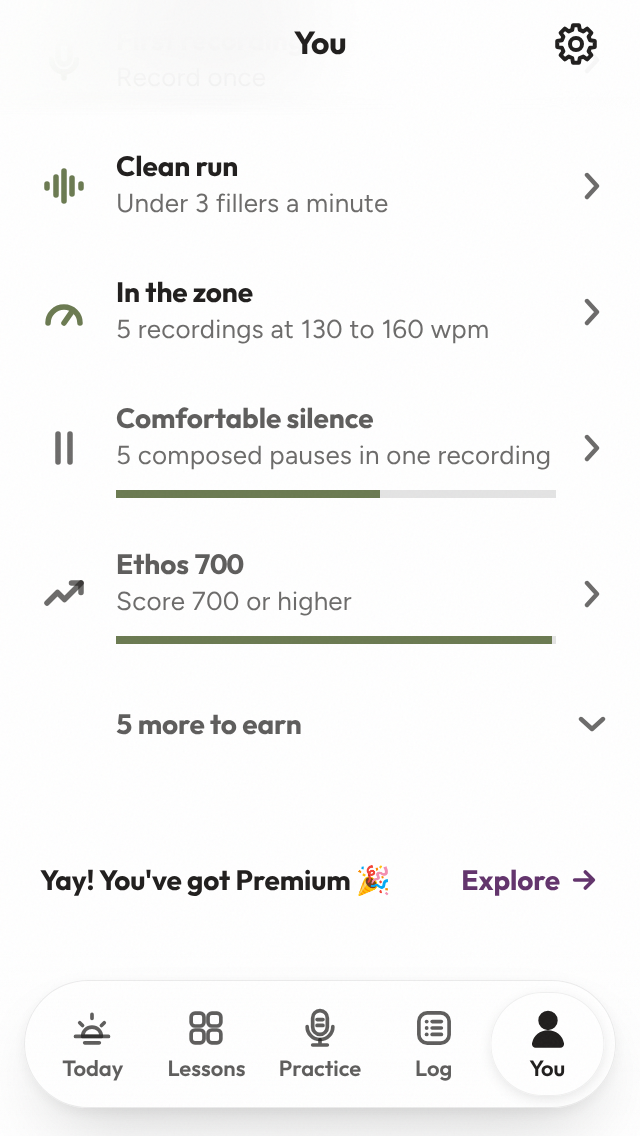 You
Record once
Clean run
Under 3 fillers a minute
In the zone
5 recordings at 130 to 160 wpm
Comfortable silence
5 composed pauses in one recording
Ethos 700
Score 700 or higher
5 more to earn
Yay! You've got Premium 🎉
Explore →
Today
Lessons
Practice
Log
You